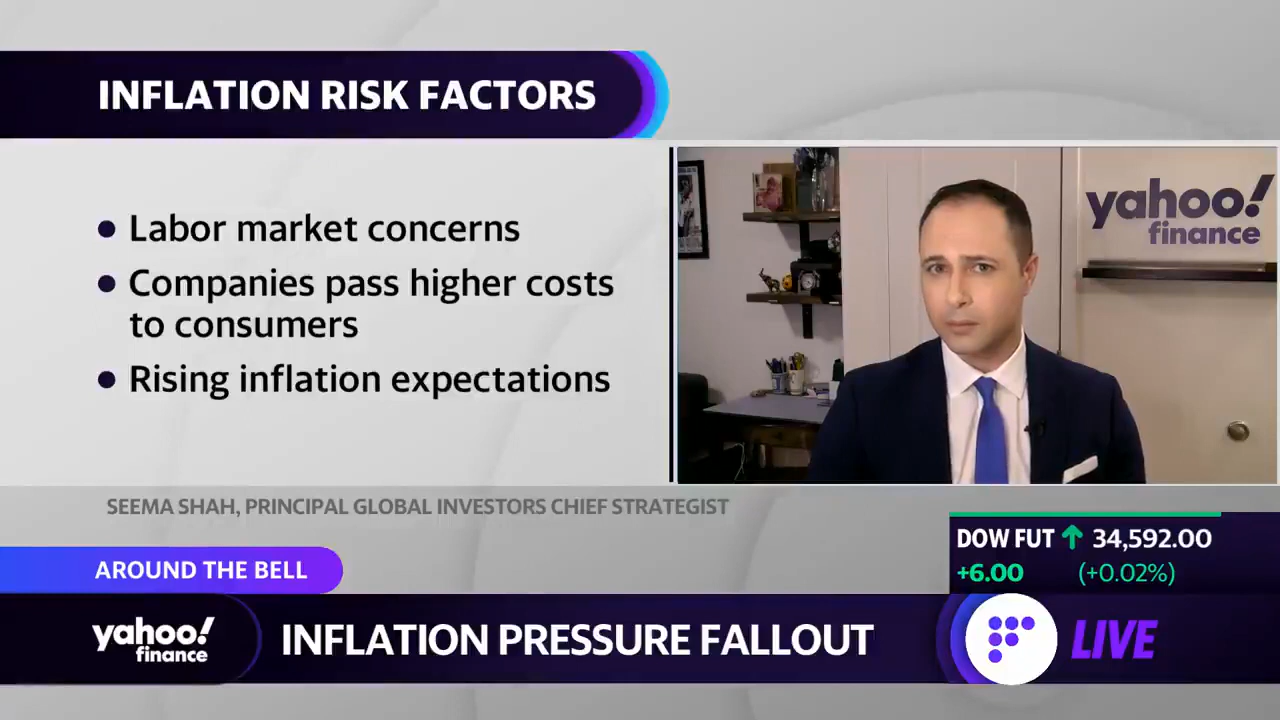 INFLATION RISK FACTORS
• Labor market concerns
• Companies pass higher costs
to consumers
• Rising inflation expectations
yahoo!
finance
SEEMA SHAH, PRINCIPAL GLOBAL INVESTORS CHIEF STRATEGIST
DOW FUT ↑ 34,592.00
+6.00 (+0.02%)
AROUND THE BELL
yahoo!
finance
INFLATION PRESSURE FALLOUT
LIVE